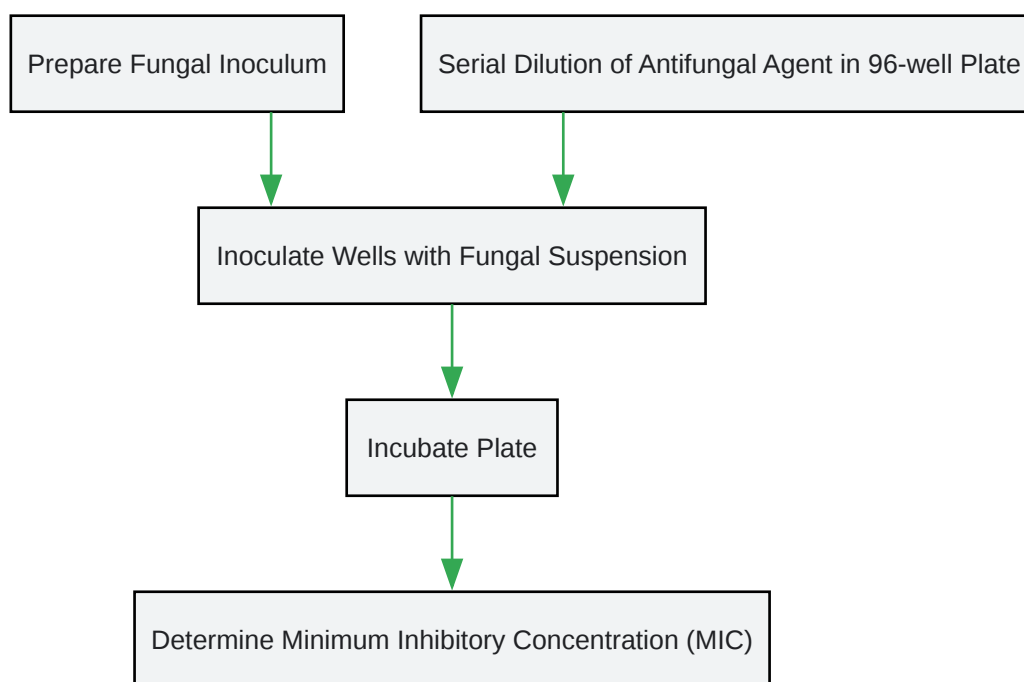 Prepare Fungal Inoculum
Serial Dilution of Antifungal Agent in 96-well Plate
Inoculate Wells with Fungal Suspension
Incubate Plate
Determine Minimum Inhibitory Concentration (MIC)